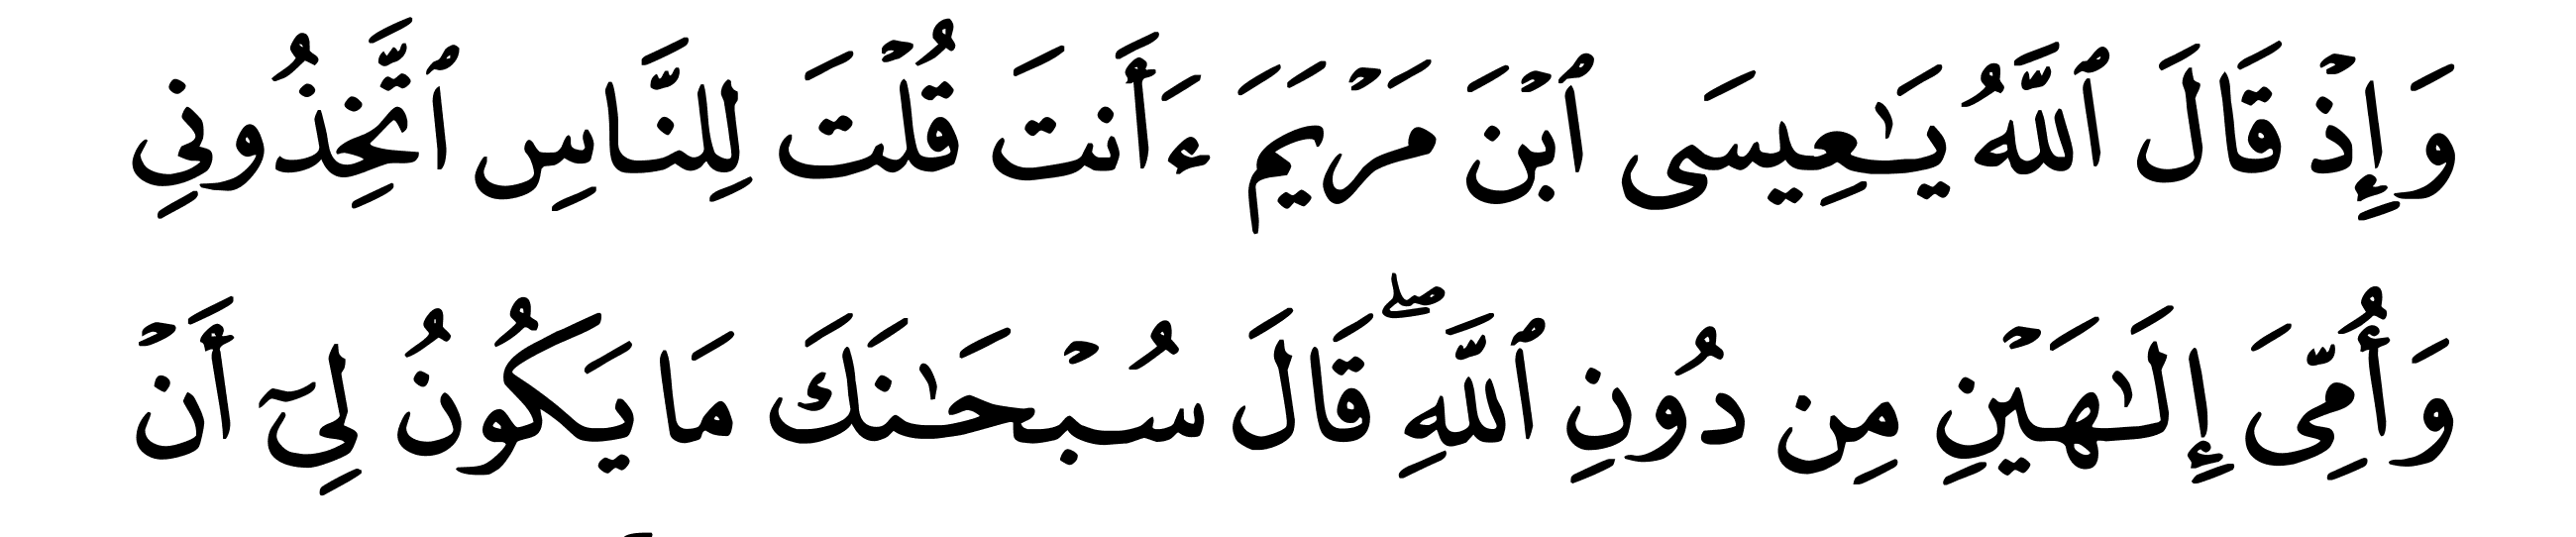 وَإِذْ قَالَ ٱللَّهُ يَـٰعِيسَى ٱبْنَ مَرْيَمَ ءَأَنتَ قُلْتَ لِلنَّاسِ ٱتَّخِذُونِي
وَأُمِّىَ إِلَـٰهَيْنِ مِن دُونِ ٱللَّهِ ۖ قَالَ سُبْحَـٰنَكَ مَا يَكُونُ لِىٓ أَنْ